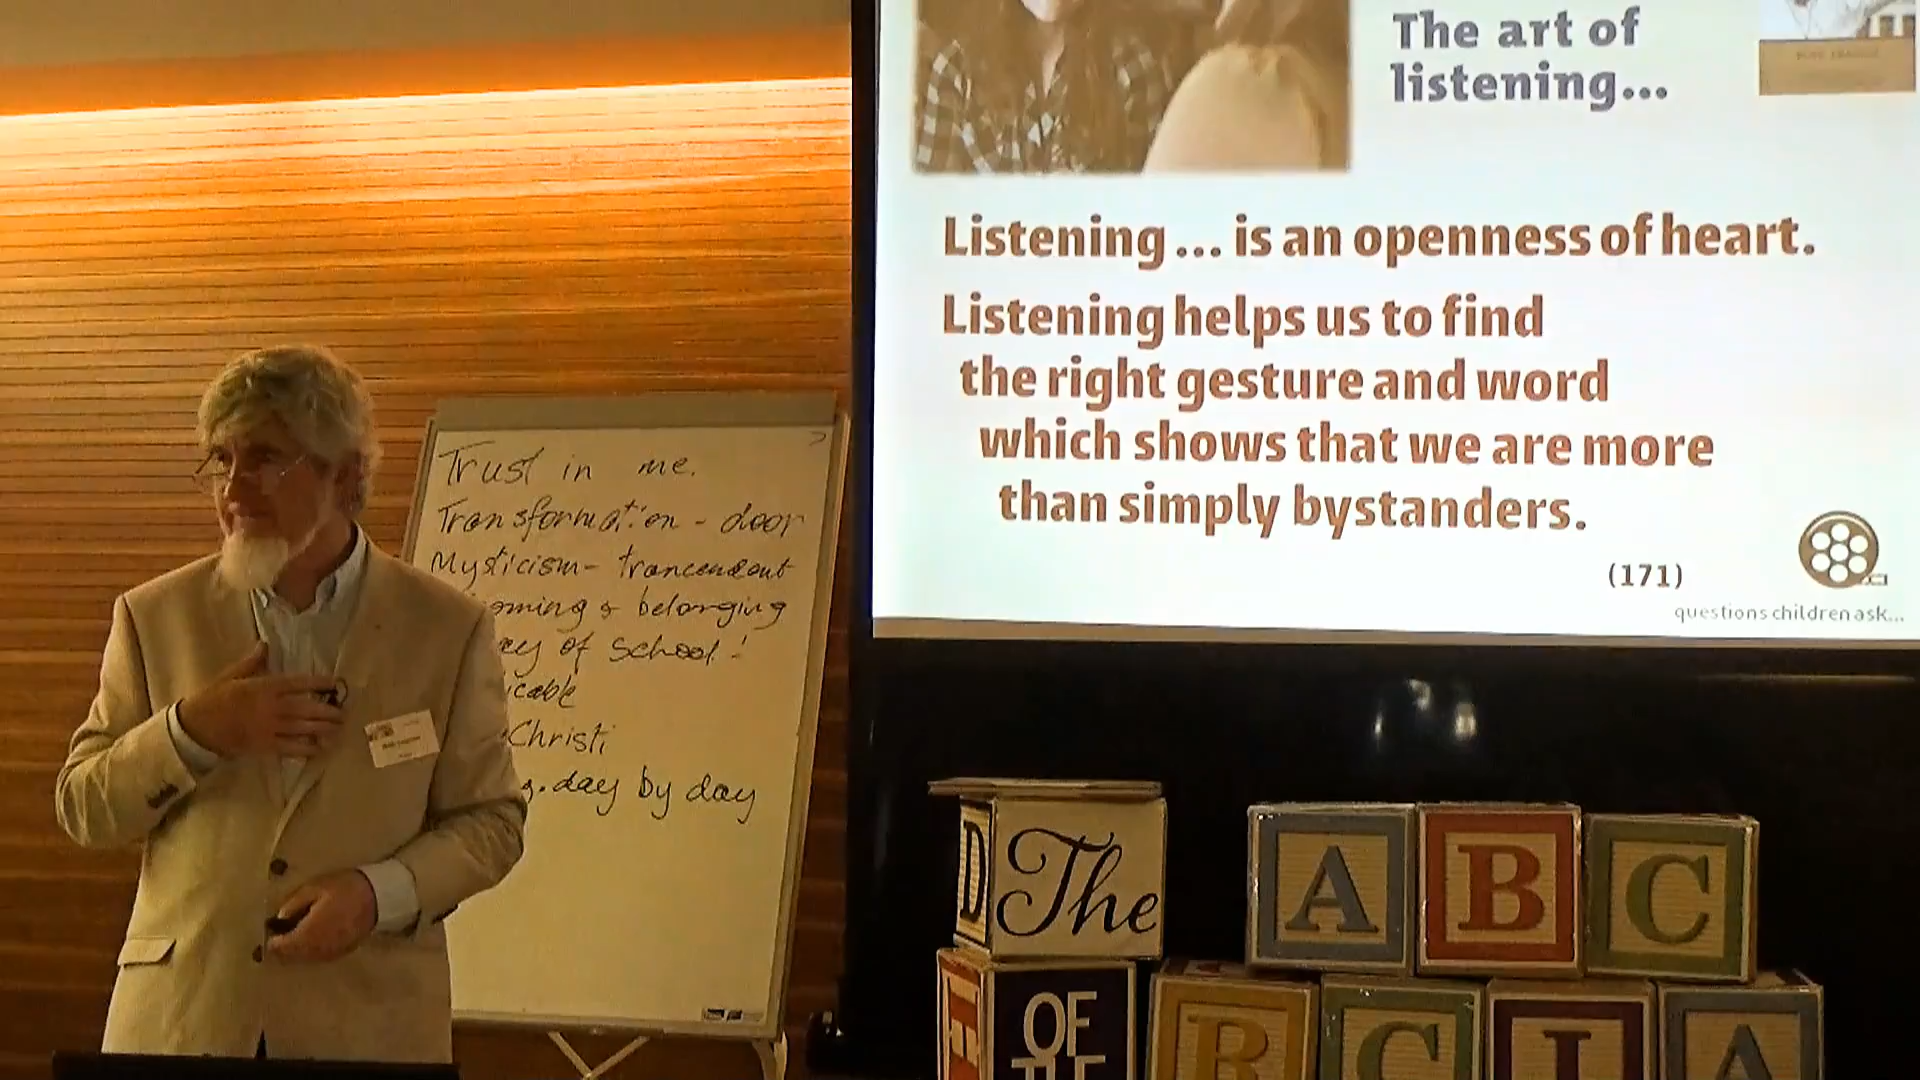 The art of
listening...
Listening ... is an openness of heart.
Listening helps us to find
the right gesture and word
which shows that we are more
than simply bystanders.
(171)
questions children ask...
Trust in me.
Transformation - door
Mysticism - trancendent
oming & belonging
of school!
icable
Christi
day by day
D
The
A
B
C
OF
B
C
I
A